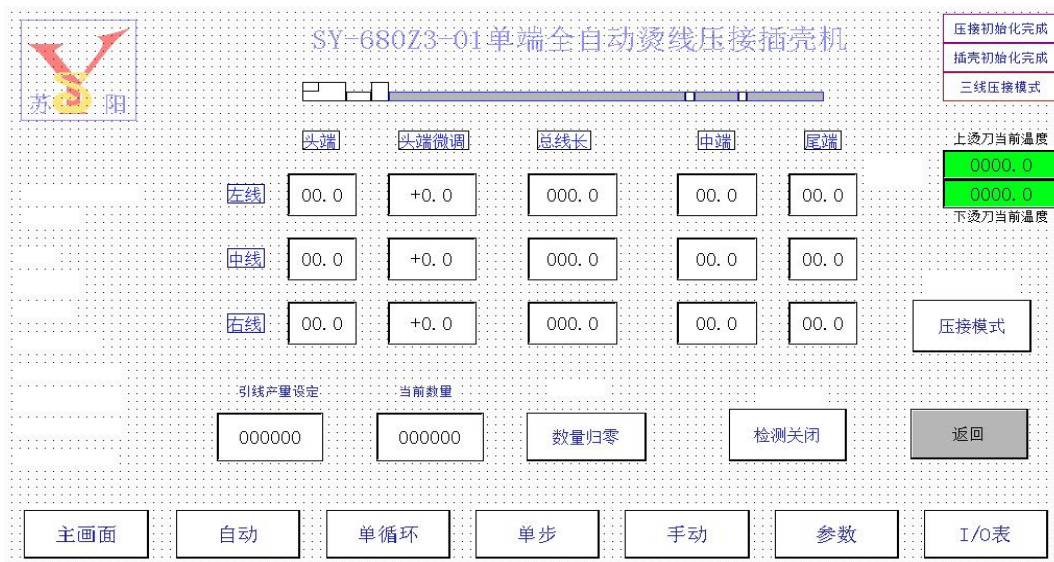 SY-680Z3-01单端全自动烫线压接插壳机
压接初始化完成
插壳初始化完成
三线压接模式
苏 阳
头端 头端微调 总线长 中端 尾端
上烫刀当前温度
0000.0
0000.0
下烫刀当前温度
左线 00.0 +0.0 000.0 00.0 00.0
中线 00.0 +0.0 000.0 00.0 00.0
右线 00.0 +0.0 000.0 00.0 00.0
压接模式
引线产量设定 当前数量
000000 000000 数量归零 检测关闭 返回
主画面 自动 单循环 单步 手动 参数 I/O表